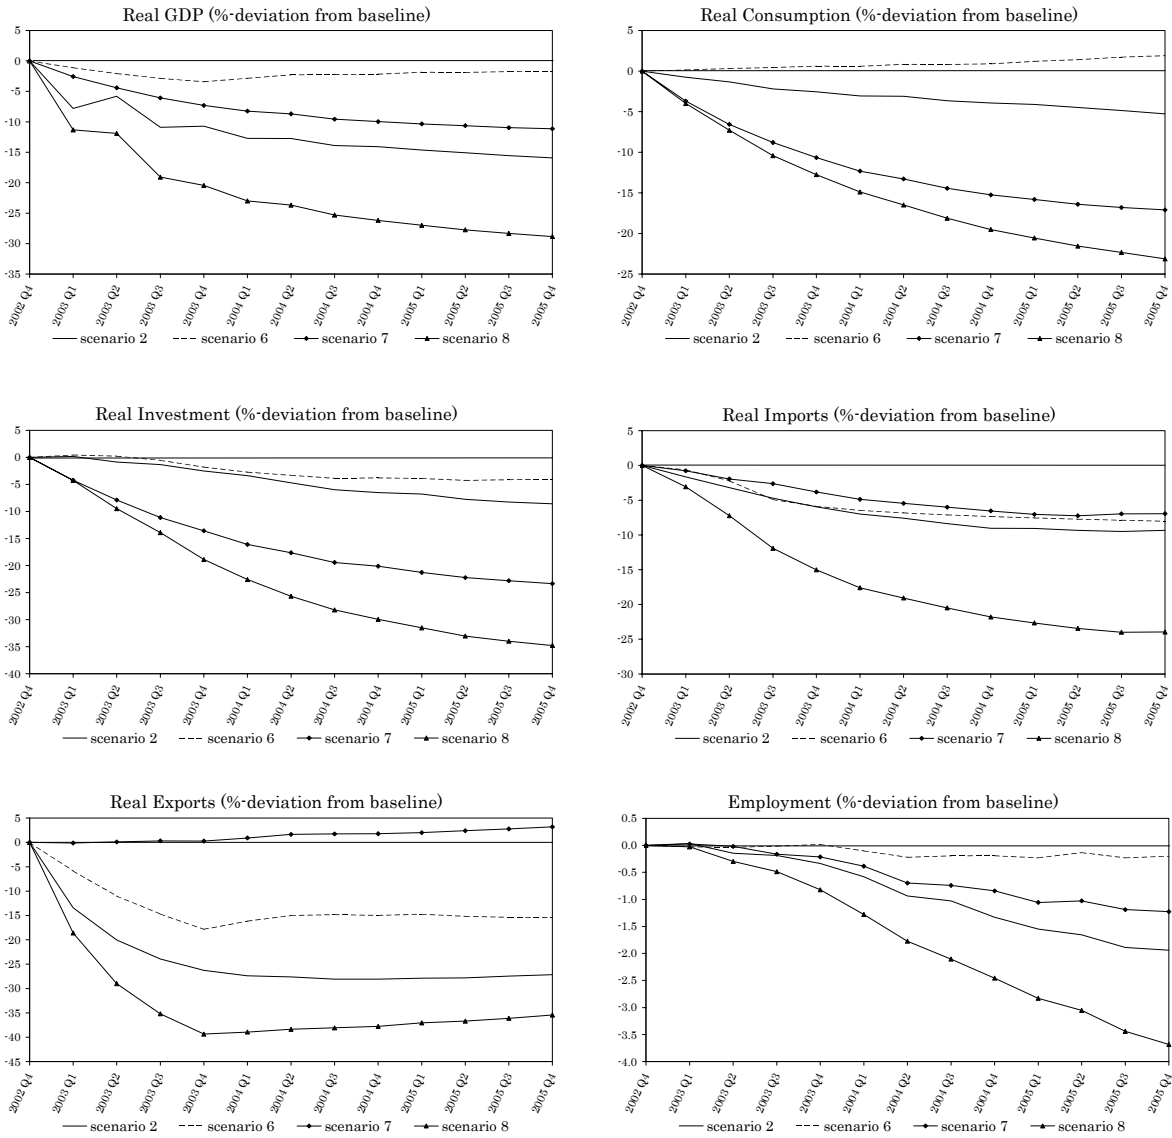 Real GDP (%-deviation from baseline)
5
0
-5
-10
-15
-20
-25
-30
-35
2002 Q4
2003 Q1
2003 Q2
2003 Q3
2003 Q4
2004 Q1
2004 Q2
2004 Q3
2004 Q4
2005 Q1
2005 Q2
2005 Q3
2005 Q4
scenario 2 scenario 6 scenario 7 scenario 8
Real Consumption (%-deviation from baseline)
5
0
-5
-10
-15
-20
-25
2002 Q4
2003 Q1
2003 Q2
2003 Q3
2003 Q4
2004 Q1
2004 Q2
2004 Q3
2004 Q4
2005 Q1
2005 Q2
2005 Q3
2005 Q4
scenario 2 scenario 6 scenario 7 scenario 8
Real Investment (%-deviation from baseline)
5
0
-5
-10
-15
-20
-25
-30
-35
-40
2002 Q4
2003 Q1
2003 Q2
2003 Q3
2003 Q4
2004 Q1
2004 Q2
2004 Q3
2004 Q4
2005 Q1
2005 Q2
2005 Q3
2005 Q4
scenario 2 scenario 6 scenario 7 scenario 8
Real Imports (%-deviation from baseline)
5
0
-5
-10
-15
-20
-25
-30
2002 Q4
2003 Q1
2003 Q2
2003 Q3
2003 Q4
2004 Q1
2004 Q2
2004 Q3
2004 Q4
2005 Q1
2005 Q2
2005 Q3
2005 Q4
scenario 2 scenario 6 scenario 7 scenario 8
Real Exports (%-deviation from baseline)
5
0
-5
-10
-15
-20
-25
-30
-35
-40
-45
2002 Q4
2003 Q1
2003 Q2
2003 Q3
2003 Q4
2004 Q1
2004 Q2
2004 Q3
2004 Q4
2005 Q1
2005 Q2
2005 Q3
2005 Q4
scenario 2 scenario 6 scenario 7 scenario 8
Employment (%-deviation from baseline)
0.5
0.0
-0.5
-1.0
-1.5
-2.0
-2.5
-3.0
-3.5
-4.0
2002 Q4
2003 Q1
2003 Q2
2003 Q3
2003 Q4
2004 Q1
2004 Q2
2004 Q3
2004 Q4
2005 Q1
2005 Q2
2005 Q3
2005 Q4
scenario 2 scenario 6 scenario 7 scenario 8